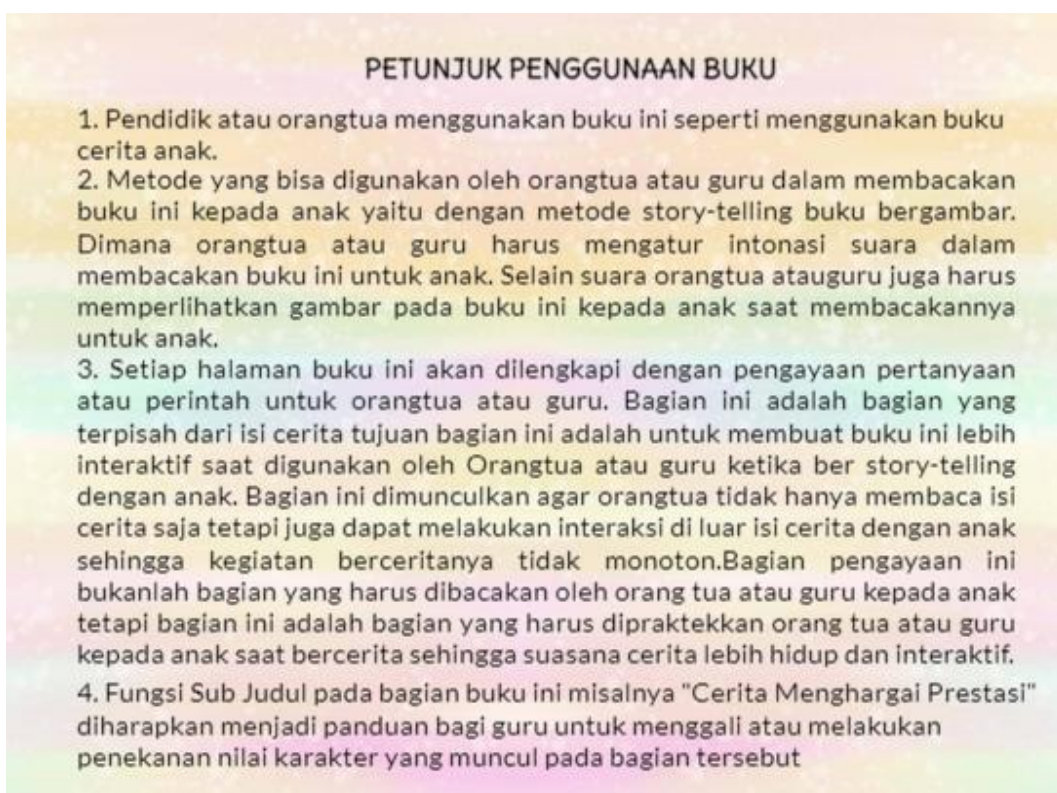 PETUNJUK PENGGUNAAN BUKU
1. Pendidik atau orangtua menggunakan buku ini seperti menggunakan buku
cerita anak.
2. Metode yang bisa digunakan oleh orangtua atau guru dalam membacakan
buku ini kepada anak yaitu dengan metode story-telling buku bergambar.
Dimana orangtua atau guru harus mengatur intonasi suara dalam
membacakan buku ini untuk anak. Selain suara orangtua atauguru juga harus
memperlihatkan gambar pada buku ini kepada anak saat membacakannya
untuk anak.
3. Setiap halaman buku ini akan dilengkapi dengan pengayaan pertanyaan
atau perintah untuk orangtua atau guru. Bagian ini adalah bagian yang
terpisah dari isi cerita tujuan bagian ini adalah untuk membuat buku ini lebih
interaktif saat digunakan oleh Orangtua atau guru ketika ber story-telling
dengan anak. Bagian ini dimunculkan agar orangtua tidak hanya membaca isi
cerita saja tetapi juga dapat melakukan interaksi di luar isi cerita dengan anak
sehingga kegiatan berceritanya tidak monoton.Bagian pengayaan ini
bukanlah bagian yang harus dibacakan oleh orang tua atau guru kepada anak
tetapi bagian ini adalah bagian yang harus dipraktekkan orang tua atau guru
kepada anak saat bercerita sehingga suasana cerita lebih hidup dan interaktif.
4. Fungsi Sub Judul pada bagian buku ini misalnya "Cerita Menghargai Prestasi"
diharapkan menjadi panduan bagi guru untuk menggali atau melakukan
penekanan nilai karakter yang muncul pada bagian tersebut